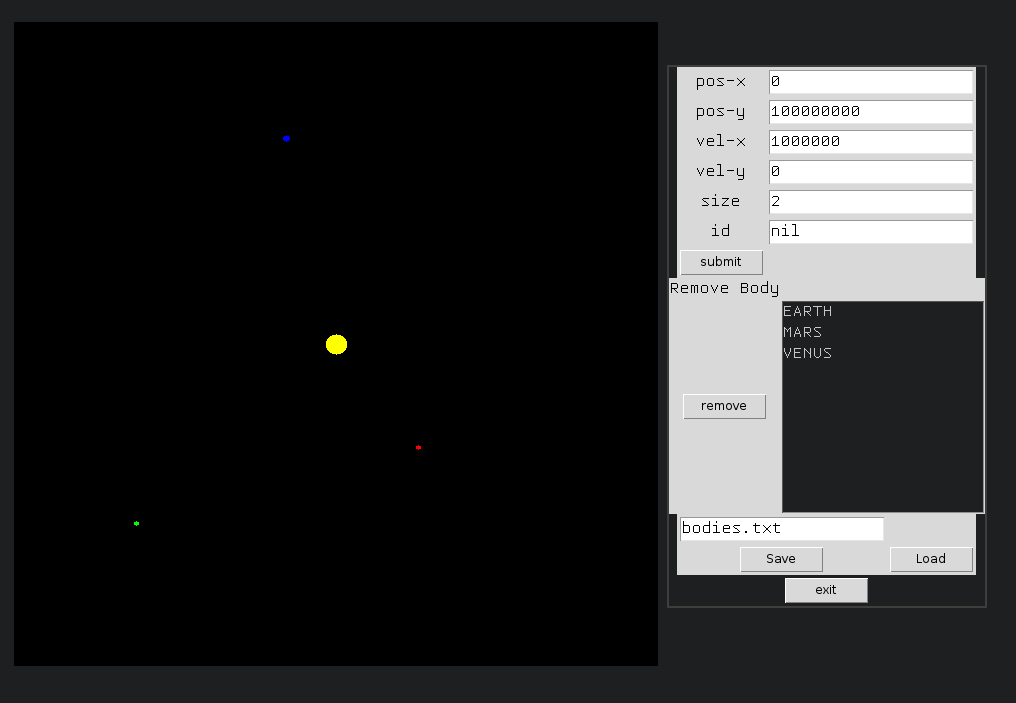 pos-x 0
pos-y 100000000
vel-x 1000000
vel-y 0
size 2
id nil
submit
Remove Body
EARTH
MARS
VENUS
remove
bodies.txt
Save Load
exit